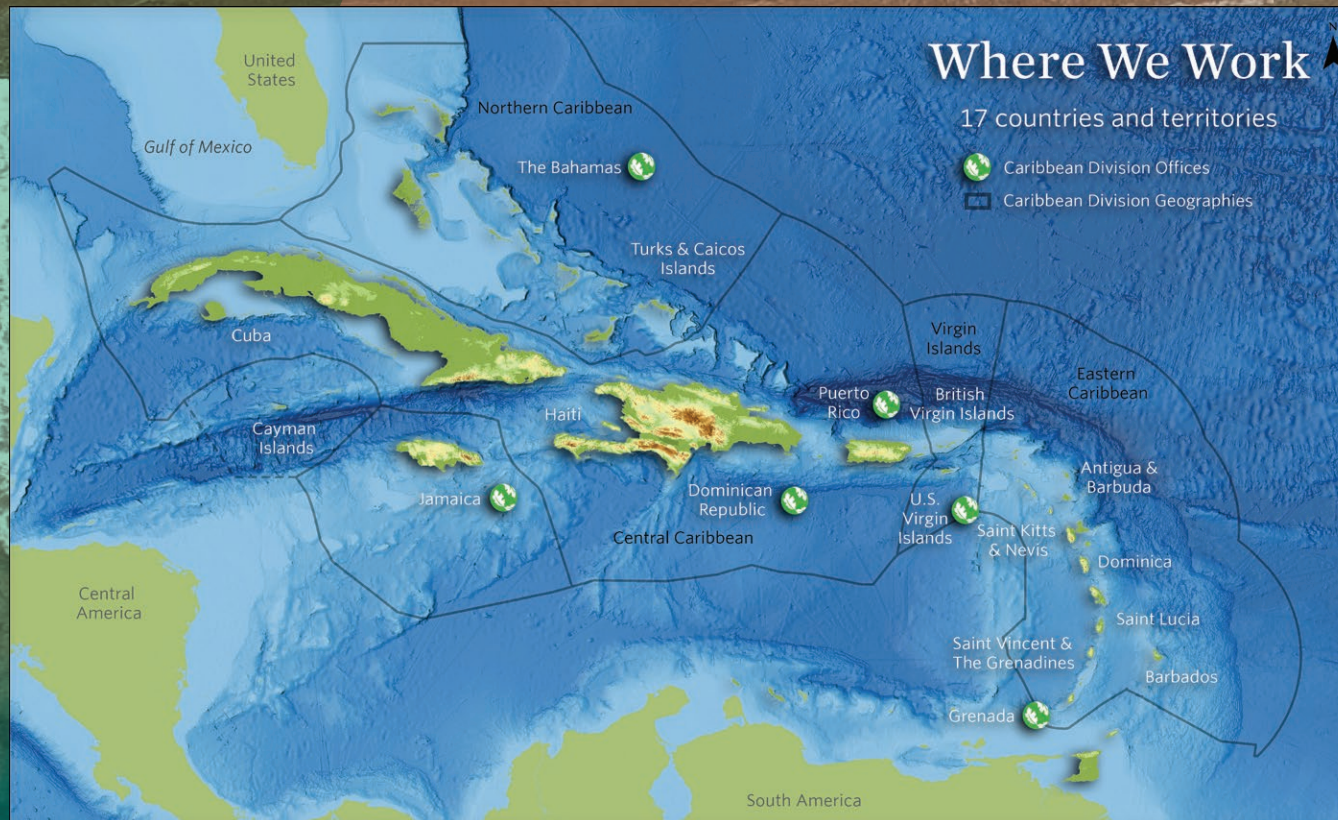 Where We Work
N
17 countries and territories
Caribbean Division Offices
Caribbean Division Geographies
United
States
Gulf of Mexico
Northern Caribbean
The Bahamas
Turks & Caicos
Islands
Cuba
Virgin
Islands
Eastern
Caribbean
Puerto
Rico
British
Virgin Islands
Haiti
Cayman
Islands
Jamaica
Dominican
Republic
Central Caribbean
U.S.
Virgin
Islands
Antigua &
Barbuda
Saint Kitts
& Nevis
Dominica
Central
America
Saint Lucia
Saint Vincent &
The Grenadines
Barbados
Grenada
South America